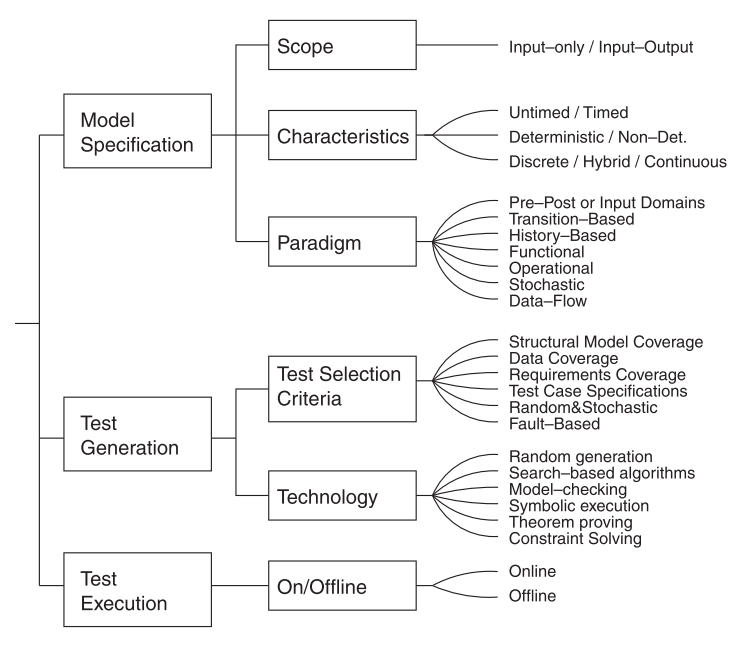 Model
Specification
Scope
Input–only / Input–Output
Characteristics
Untimed / Timed
Deterministic / Non–Det.
Discrete / Hybrid / Continuous
Paradigm
Pre–Post or Input Domains
Transition–Based
History–Based
Functional
Operational
Stochastic
Data–Flow
Test
Generation
Test Selection
Criteria
Structural Model Coverage
Data Coverage
Requirements Coverage
Test Case Specifications
Random&Stochastic
Fault–Based
Technology
Random generation
Search–based algorithms
Model–checking
Symbolic execution
Theorem proving
Constraint Solving
Test
Execution
On/Offline
Online
Offline